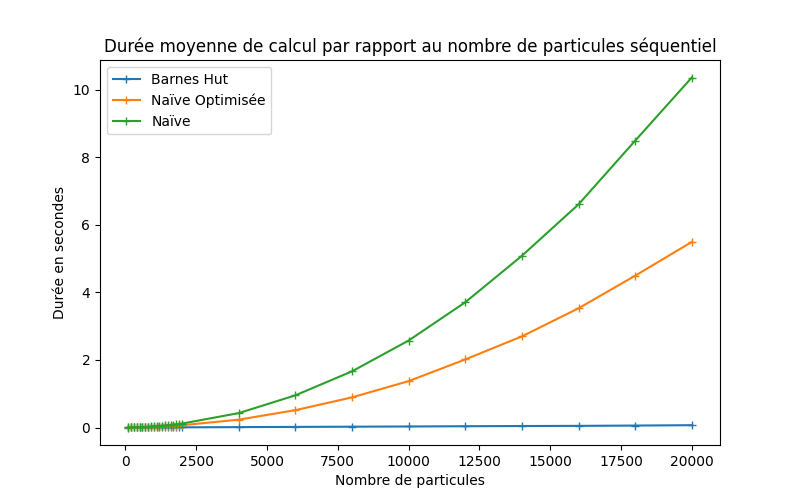 Durée moyenne de calcul par rapport au nombre de particules séquentiel
Barnes Hut
Naïve Optimisée
Naïve
Durée en secondes
10
8
6
4
2
0
0 2500 5000 7500 10000 12500 15000 17500 20000
Nombre de particules